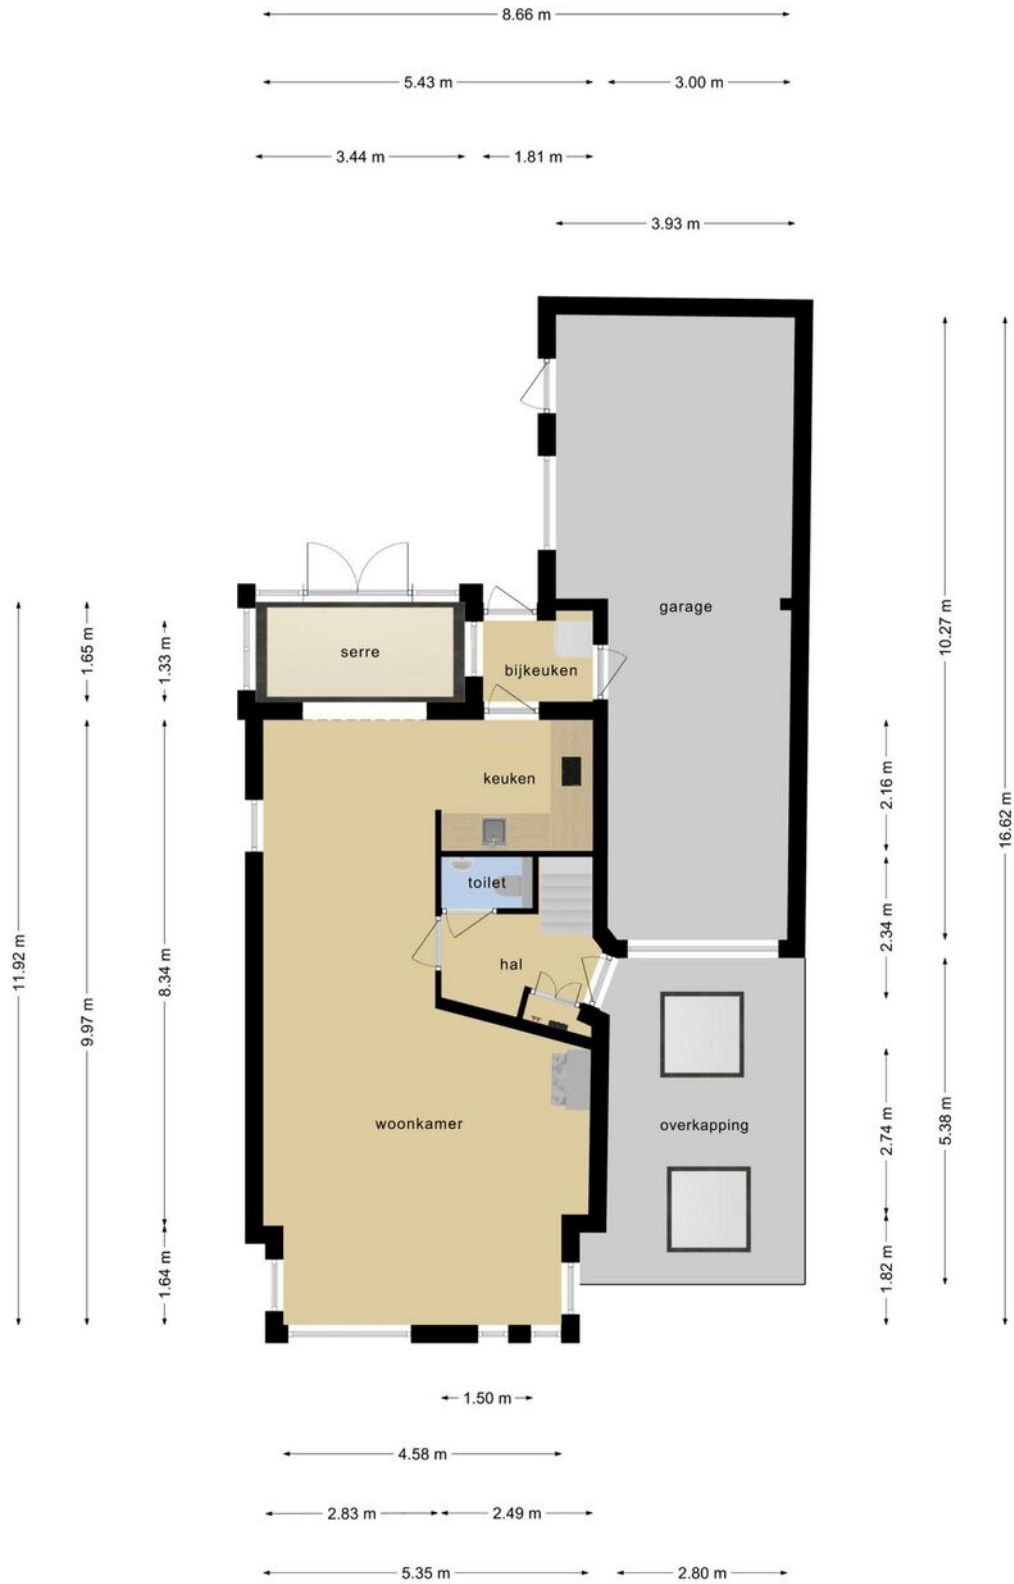 8.66 m
5.43 m
3.00 m
3.44 m
1.81 m
3.93 m
garage
serre
bijkeuken
keuken
toilet
hal
woonkamer
overkapping
11.92 m
1.65 m
9.97 m
1.33 m
8.34 m
1.64 m
2.16 m
2.34 m
2.74 m
1.82 m
10.27 m
5.38 m
16.62 m
1.50 m
4.58 m
2.83 m
2.49 m
5.35 m
2.80 m